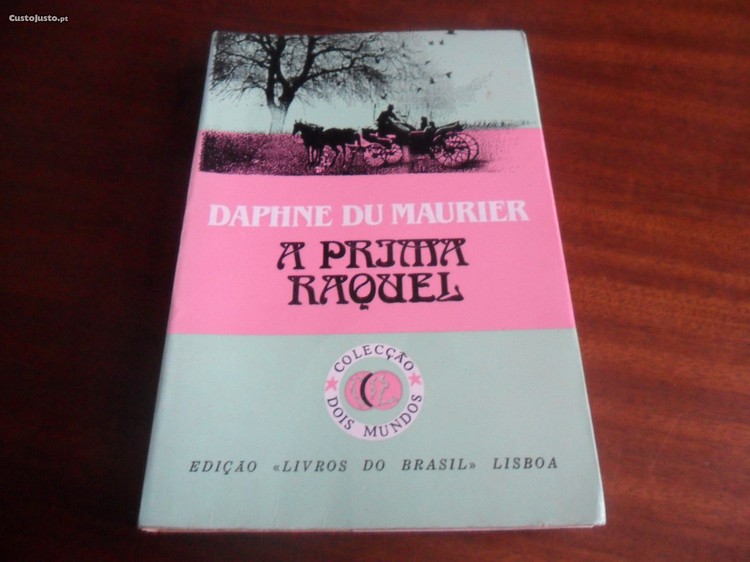 CustoJusto.pt
DAPHNE DU MAURIER
A PRIMA
RAQUEL
COLECÇÃO
DOIS MUNDOS
EDIÇÃO «LIVROS DO BRASIL» LISBOA